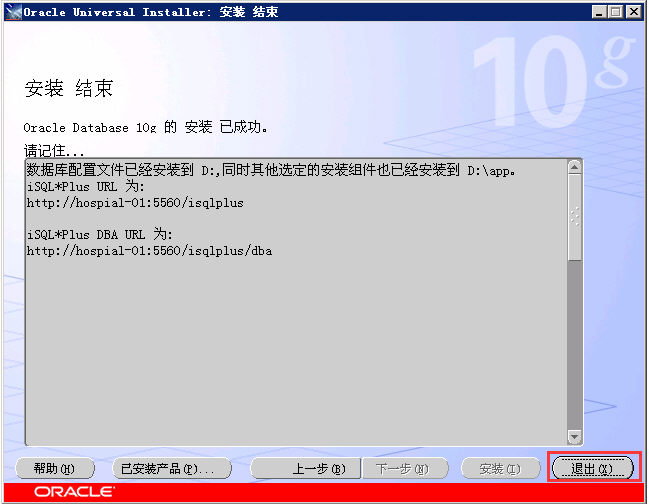 Oracle Universal Installer: 安装 结束
10g
安装 结束
Oracle Database 10g 的 安装 已成功。
请记住...
数据库配置文件已经安装到 D:,同时其他选定的安装组件也已经安装到 D:\app。
iSQL*Plus URL 为:
http://hospial-01:5560/isqlplus
iSQL*Plus DBA URL 为:
http://hospial-01:5560/isqlplus/dba
帮助(H) 已安装产品(P)... 上一步(B) 下一步(N) 安装(I) 退出(X)
ORACLE